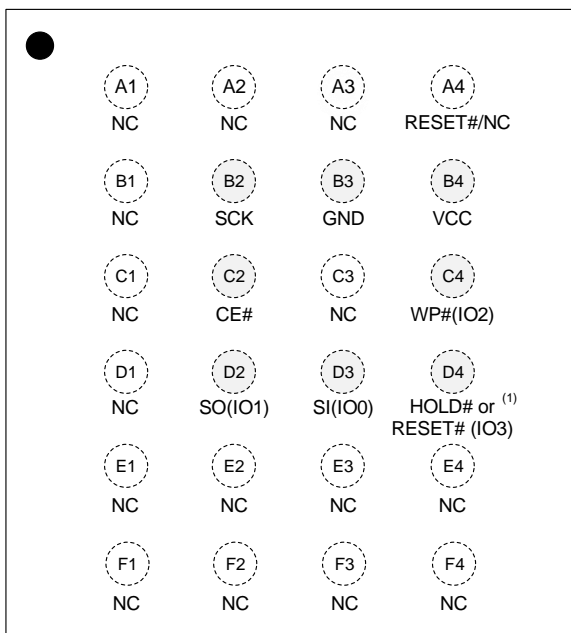 A1 A2 A3 A4
NC NC NC RESET#/NC
B1 B2 B3 B4
NC SCK GND VCC
C1 C2 C3 C4
NC CE# NC WP#(IO2)
D1 D2 D3 D4
NC SO(IO1) SI(IO0) HOLD# or (1)
RESET# (IO3)
E1 E2 E3 E4
NC NC NC NC
F1 F2 F3 F4
NC NC NC NC